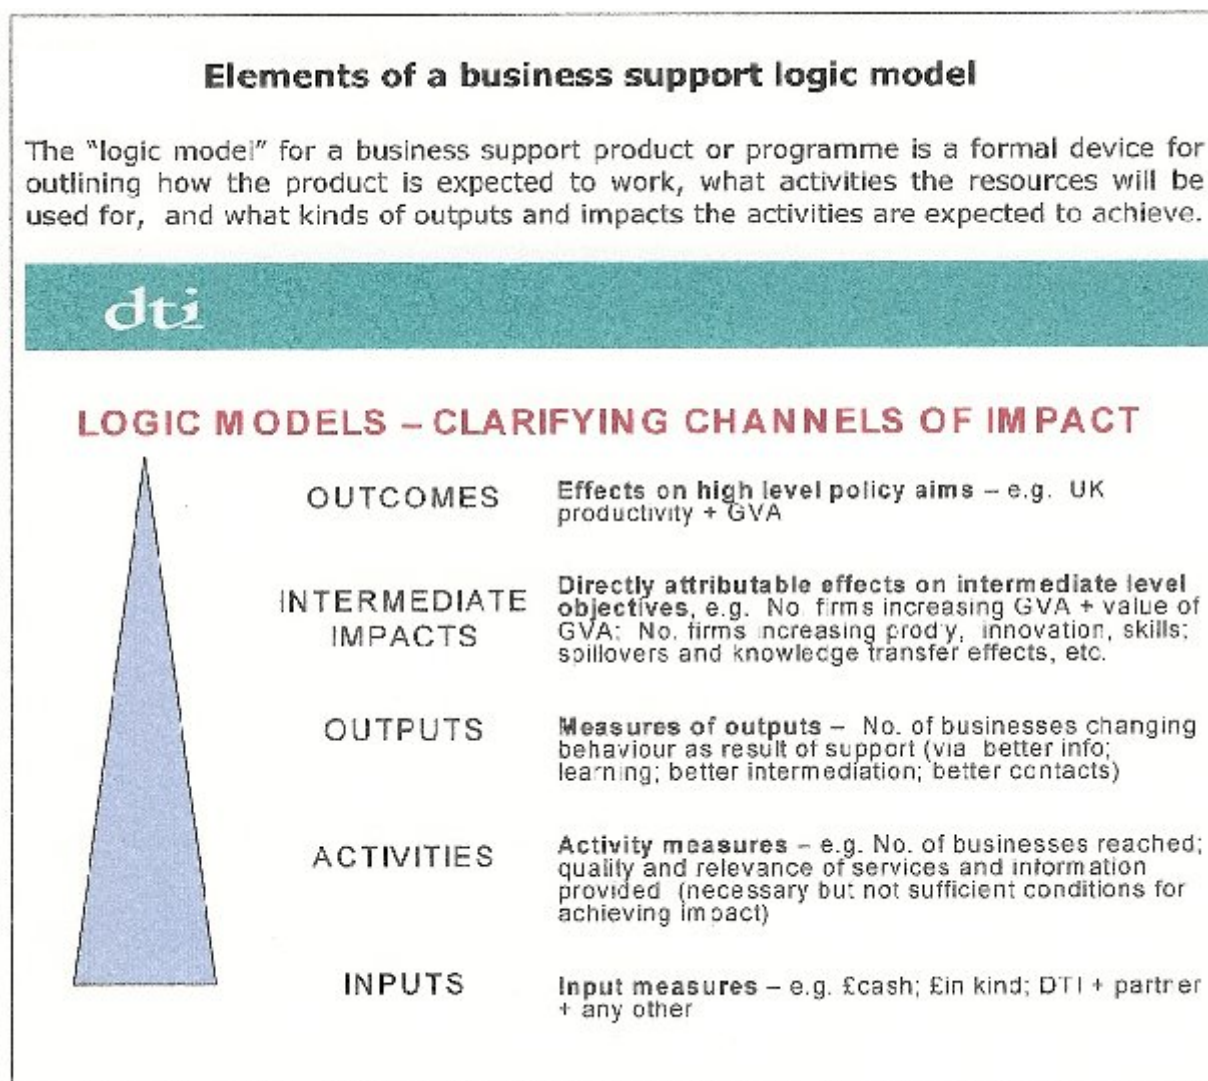 Elements of a business support logic model
The “logic model” for a business support product or programme is a formal device for
outlining how the product is expected to work, what activities the resources will be
used for, and what kinds of outputs and impacts the activities are expected to achieve.
dti
LOGIC MODELS – CLARIFYING CHANNELS OF IMPACT
OUTCOMES
Effects on high level policy aims – e.g. UK
productivity + GVA
INTERMEDIATE
IMPACTS
Directly attributable effects on intermediate level
objectives, e.g. No. firms increasing GVA + value of
GVA; No. firms increasing prod'y, innovation, skills;
spillovers and knowledge transfer effects, etc.
OUTPUTS
Measures of outputs – No. of businesses changing
behaviour as result of support (via better info;
learning; better intermediation; better contacts)
ACTIVITIES
Activity measures – e.g. No. of businesses reached;
quality and relevance of services and information
provided (necessary but not sufficient conditions for
achieving impact)
INPUTS
Input measures – e.g. £cash; £in kind; DTI + partner
+ any other